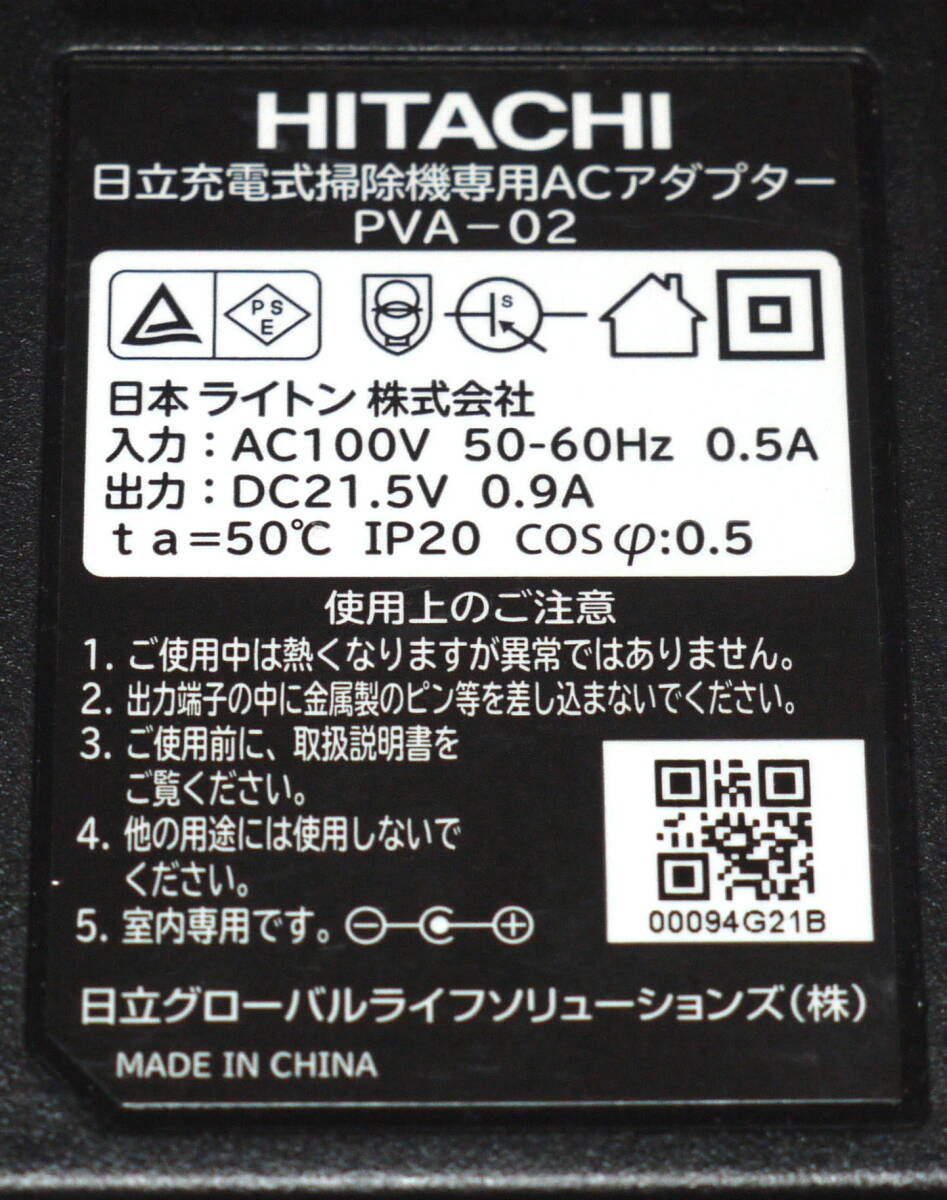 HITACHI
日立充電式掃除機専用ACアダプター
PVA-02
PS
E
S
日本 ライトン 株式会社
入力：AC100V 50-60Hz 0.5A
出力：DC21.5V 0.9A
ta=50℃ IP20 COSφ:0.5
使用上のご注意
1. ご使用中は熱くなりますが異常ではありません。
2. 出力端子の中に金属製のピン等を差し込まないでください。
3. ご使用前に、取扱説明書を
ご覧ください。
4. 他の用途には使用しないで
ください。
5. 室内専用です。
00094G21B
日立グローバルライフソリューションズ（株）
MADE IN CHINA